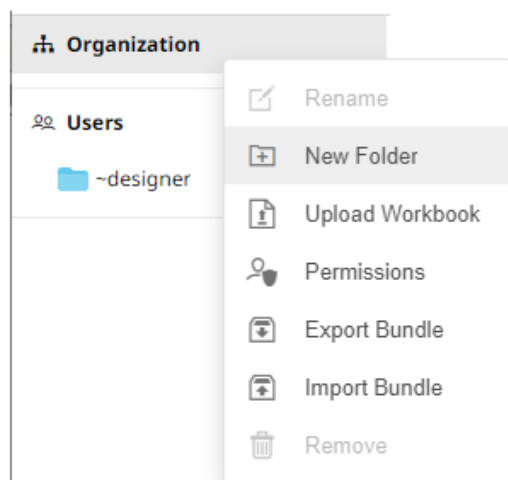 Organization
Users
~designer
Rename
New Folder
Upload Workbook
Permissions
Export Bundle
Import Bundle
Remove